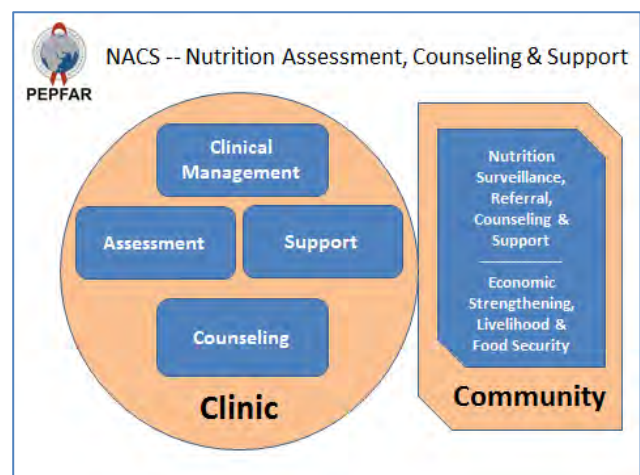 NACS -- Nutrition Assessment, Counseling & Support
PEPFAR
Clinical
Management
Assessment
Support
Counseling
Clinic
Nutrition
Surveillance,
Referral,
Counseling &
Support
Economic
Strengthening,
Livelihood &
Food Security
Community